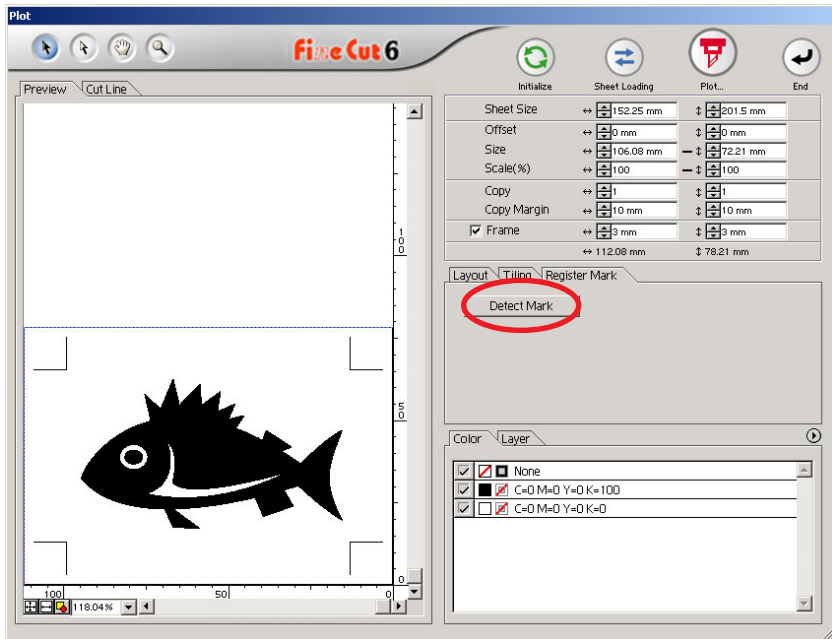 Plot
Fine Cut 6
Initialize
Sheet Loading
Plot...
End
Preview
Cut Line
Sheet Size ↔ 152.25 mm ↕ 201.5 mm
Offset ↔ 0 mm ↕ 0 mm
Size ↔ 106.08 mm ↕ 72.21 mm
Scale(%) ↔ 100 ↕ 100
Copy ↔ 1 ↕ 1
Copy Margin ↔ 10 mm ↕ 10 mm
Frame ↔ 3 mm ↕ 3 mm
↔ 112.08 mm ↕ 78.21 mm
Layout Tiling Register Mark
Detect Mark
100
50
Color Layer
None
C=0 M=0 Y=0 K=100
C=0 M=0 Y=0 K=0
100 50 0
0
118.04%